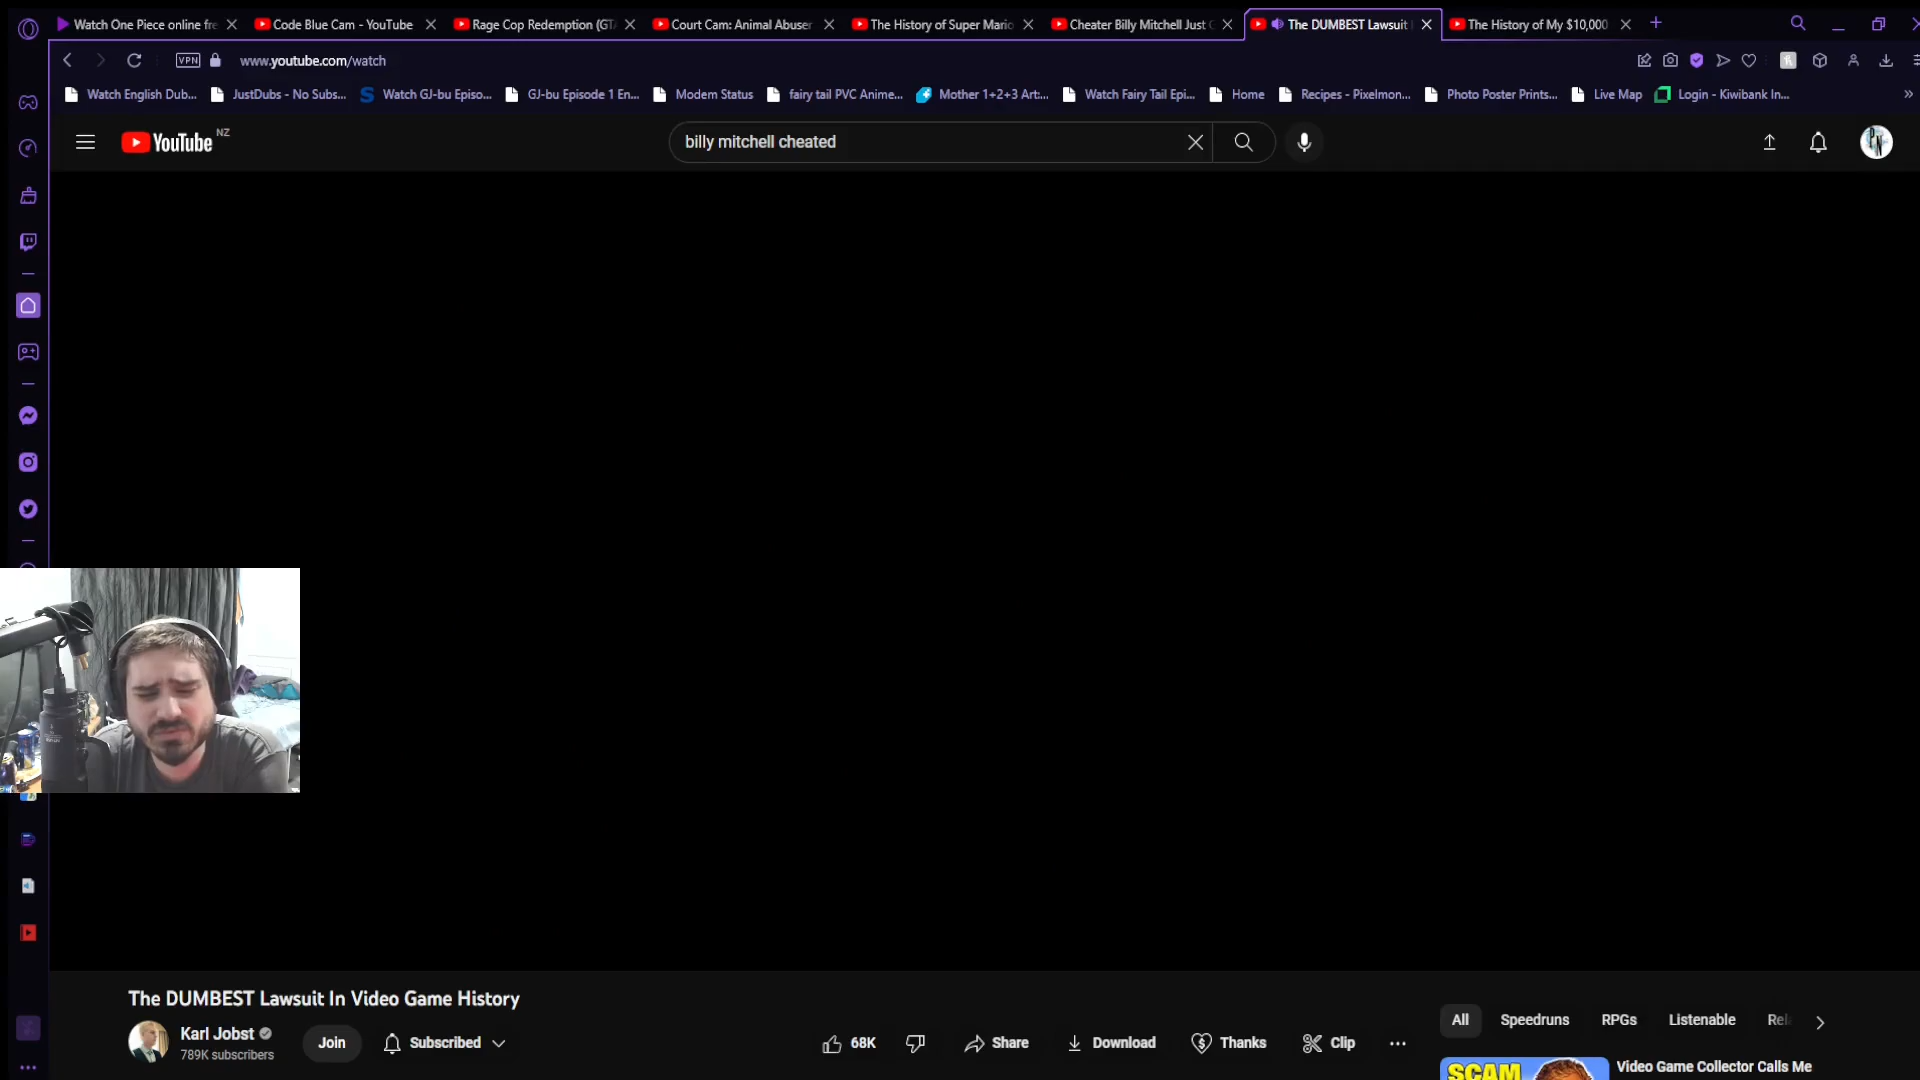 Watch One Piece online fre
Code Blue Cam - YouTube
Rage Cop Redemption (GTA
Court Cam: Animal Abuser
The History of Super Mario
Cheater Billy Mitchell Just
The DUMBEST Lawsuit
The History of My $10,000
VPN
www.youtube.com/watch
Watch English Dub...
JustDubs - No Subs...
Watch GJ-bu Episo...
GJ-bu Episode 1 En...
Modem Status
fairy tail PVC Anime...
Mother 1+2+3 Art:...
Watch Fairy Tail Epi...
Home
Recipes - Pixelmon...
Photo Poster Prints...
Live Map
Login - Kiwibank In...
YouTube NZ
billy mitchell cheated
The DUMBEST Lawsuit In Video Game History
Karl Jobst
789K subscribers
Join
Subscribed
68K
Share
Download
Thanks
Clip
All
Speedruns
RPGs
Listenable
SCAM
Video Game Collector Calls Me